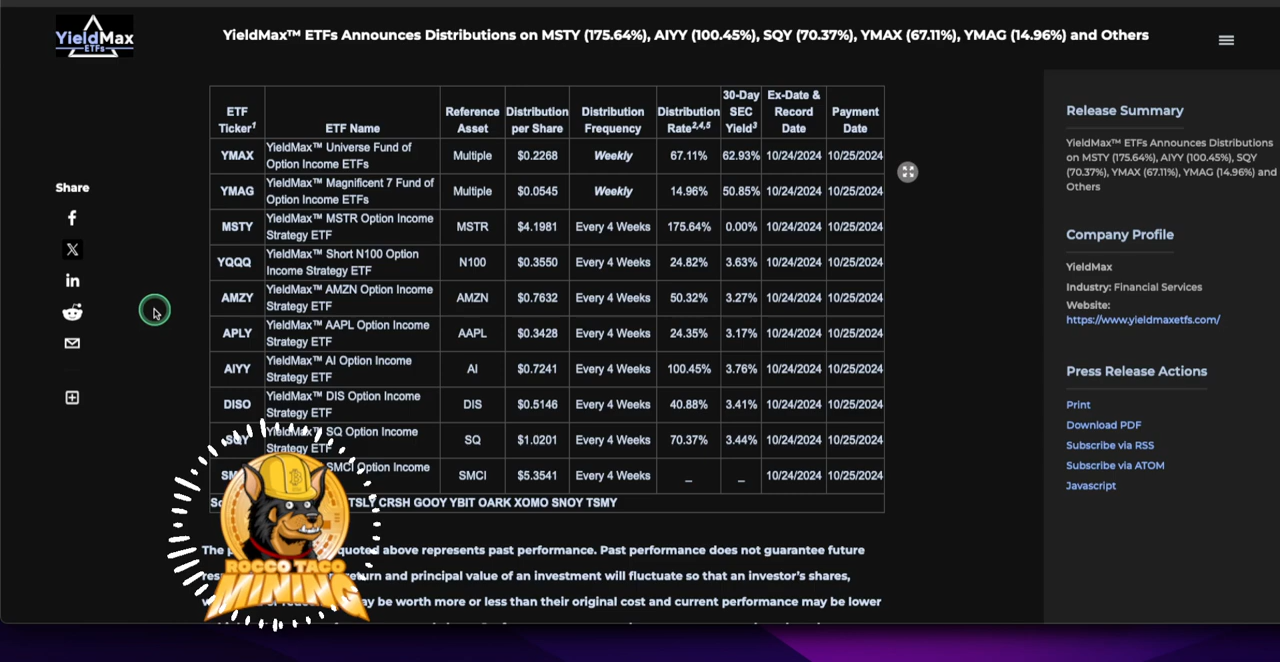 YieldMax
ETFs
YieldMax™ ETFs Announces Distributions on MSTY (175.64%), AIYY (100.45%), SQY (70.37%), YMAX (67.11%), YMAG (14.96%) and Others
Share
ETF Ticker1 ETF Name Reference Asset Distribution per Share Distribution Frequency Distribution Rate2,4,5 30-Day SEC Yield3 Ex-Date & Record Date Payment Date
YMAX YieldMax™ Universe Fund of Option Income ETFs Multiple $0.2268 Weekly 67.11% 62.93% 10/24/2024 10/25/2024
YMAG YieldMax™ Magnificent 7 Fund of Option Income ETFs Multiple $0.0545 Weekly 14.96% 50.85% 10/24/2024 10/25/2024
MSTY YieldMax™ MSTR Option Income Strategy ETF MSTR $4.1981 Every 4 Weeks 175.64% 0.00% 10/24/2024 10/25/2024
YQQQ YieldMax™ Short N100 Option Income Strategy ETF N100 $0.3550 Every 4 Weeks 24.82% 3.63% 10/24/2024 10/25/2024
AMZY YieldMax™ AMZN Option Income Strategy ETF AMZN $0.7632 Every 4 Weeks 50.32% 3.27% 10/24/2024 10/25/2024
APLY YieldMax™ AAPL Option Income Strategy ETF AAPL $0.3428 Every 4 Weeks 24.35% 3.17% 10/24/2024 10/25/2024
AIYY YieldMax™ AI Option Income Strategy ETF AI $0.7241 Every 4 Weeks 100.45% 3.76% 10/24/2024 10/25/2024
DISO YieldMax™ DIS Option Income Strategy ETF DIS $0.5146 Every 4 Weeks 40.88% 3.41% 10/24/2024 10/25/2024
SQY YieldMax™ SQ Option Income Strategy ETF SQ $1.0201 Every 4 Weeks 70.37% 3.44% 10/24/2024 10/25/2024
SMCI Option Income SMCI $5.3541 Every 4 Weeks _ _ 10/24/2024 10/25/2024
TSLY CRSH GOOY YBIT OARK XOMO SNOY TSMY
The quoted above represents past performance. Past performance does not guarantee future
return and principal value of an investment will fluctuate so that an investor's shares,
may be worth more or less than their original cost and current performance may be lower
ROCCO TACO
MINING
Release Summary
YieldMax™ ETFs Announces Distributions
on MSTY (175.64%), AIYY (100.45%), SQY
(70.37%), YMAX (67.11%), YMAG (14.96%) and
Others
Company Profile
YieldMax
Industry: Financial Services
Website:
https://www.yieldmaxetfs.com/
Press Release Actions
Print
Download PDF
Subscribe via RSS
Subscribe via ATOM
Javascript